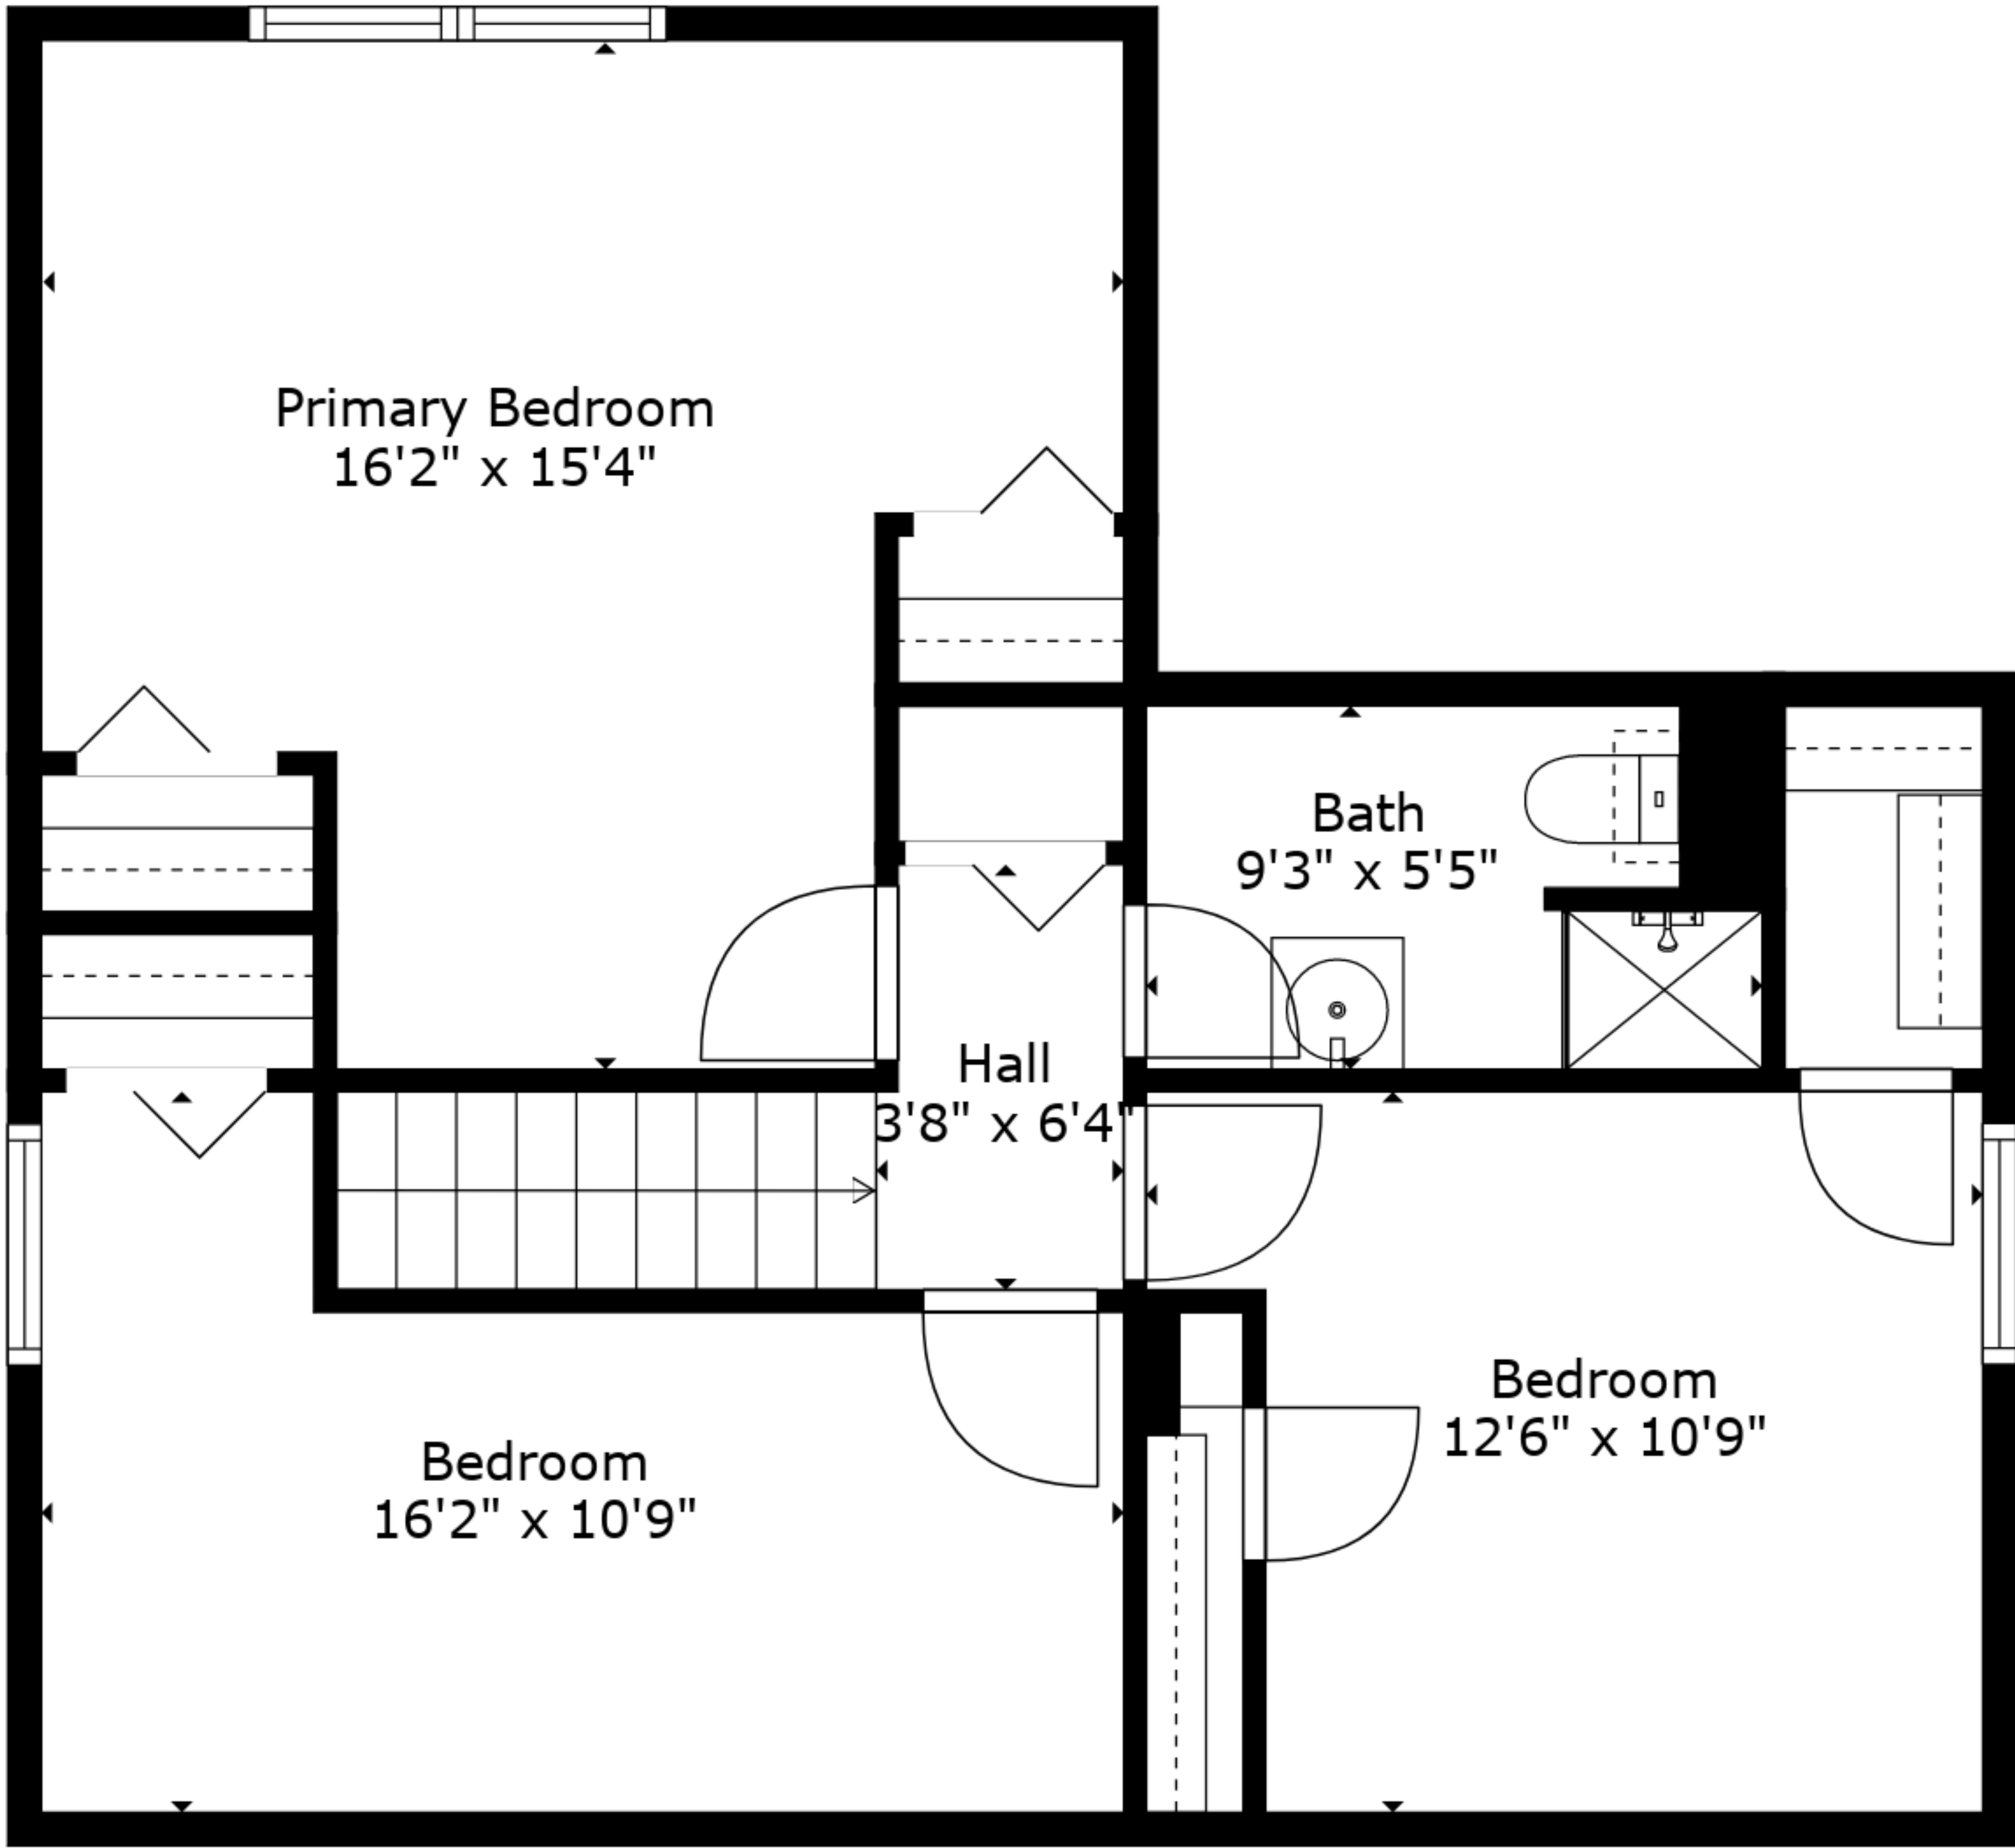 Primary Bedroom
16'2" x 15'4"
Bath
9'3" x 5'5"
Hall
3'8" x 6'4"
Bedroom
12'6" x 10'9"
Bedroom
16'2" x 10'9"